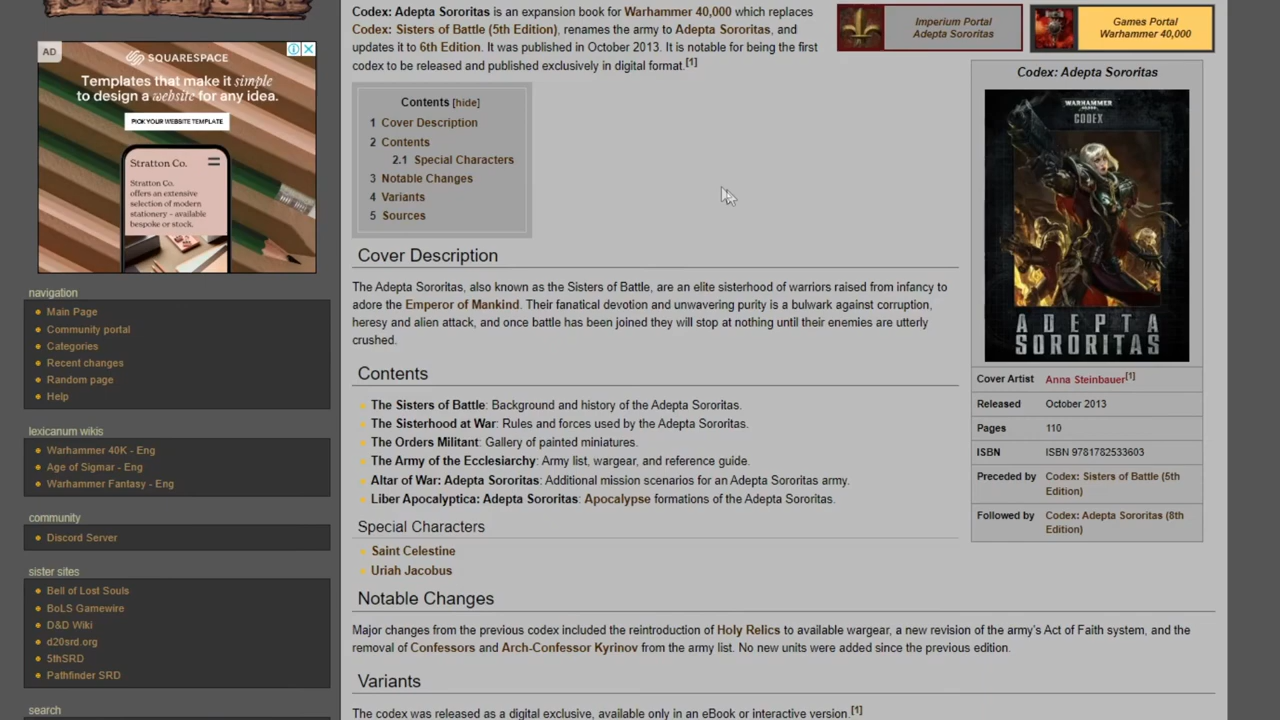 AD
SQUARESPACE
Templates that make it simple
to design a website for any idea.
PICK YOUR WEBSITE TEMPLATE
Stratton Co.
Stratton Co.
offers an extensive
selection of modern
stationery – available
bespoke or stock.
navigation
Main Page
Community portal
Categories
Recent changes
Random page
Help
lexicanum wikis
Warhammer 40K - Eng
Age of Sigmar - Eng
Warhammer Fantasy - Eng
community
Discord Server
sister sites
Bell of Lost Souls
BoLS Gamewire
D&D Wiki
d20srd.org
5thSRD
Pathfinder SRD
search
Codex: Adepta Sororitas is an expansion book for Warhammer 40,000 which replaces
Codex: Sisters of Battle (5th Edition), renames the army to Adepta Sororitas, and
updates it to 6th Edition. It was published in October 2013. It is notable for being the first
codex to be released and published exclusively in digital format.[1]
Imperium Portal
Adepta Sororitas
Games Portal
Warhammer 40,000
Contents [hide]
1 Cover Description
2 Contents
2.1 Special Characters
3 Notable Changes
4 Variants
5 Sources
Cover Description
The Adepta Sororitas, also known as the Sisters of Battle, are an elite sisterhood of warriors raised from infancy to
adore the Emperor of Mankind. Their fanatical devotion and unwavering purity is a bulwark against corruption,
heresy and alien attack, and once battle has been joined they will stop at nothing until their enemies are utterly
crushed.
Contents
The Sisters of Battle: Background and history of the Adepta Sororitas.
The Sisterhood at War: Rules and forces used by the Adepta Sororitas.
The Orders Militant: Gallery of painted miniatures.
The Army of the Ecclesiarchy: Army list, wargear, and reference guide.
Altar of War: Adepta Sororitas: Additional mission scenarios for an Adepta Sororitas army.
Liber Apocalyptica: Adepta Sororitas: Apocalypse formations of the Adepta Sororitas.
Special Characters
Saint Celestine
Uriah Jacobus
Notable Changes
Major changes from the previous codex included the reintroduction of Holy Relics to available wargear, a new revision of the army's Act of Faith system, and the
removal of Confessors and Arch-Confessor Kyrinov from the army list. No new units were added since the previous edition.
Variants
The codex was released as a digital exclusive, available only in an eBook or interactive version.[1]
Codex: Adepta Sororitas
WARHAMMER
CODEX
ADEPTA
SORORITAS
Cover Artist Anna Steinbauer[1]
Released October 2013
Pages 110
ISBN ISBN 9781782533603
Preceded by Codex: Sisters of Battle (5th
Edition)
Followed by Codex: Adepta Sororitas (8th
Edition)